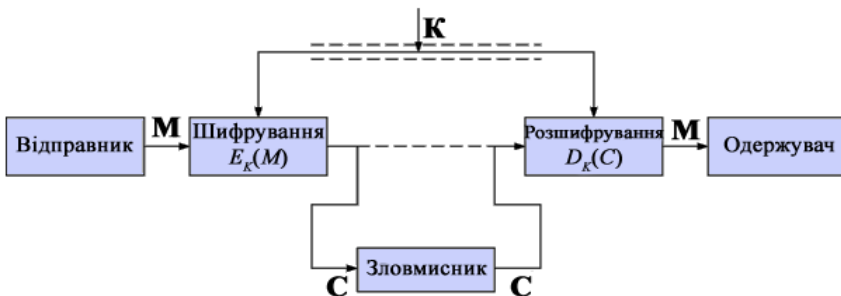 К
Відправник
М
Шифрування
E_K(M)
Розшифрування
D_K(C)
М
Одержувач
С
Зловмисник
С